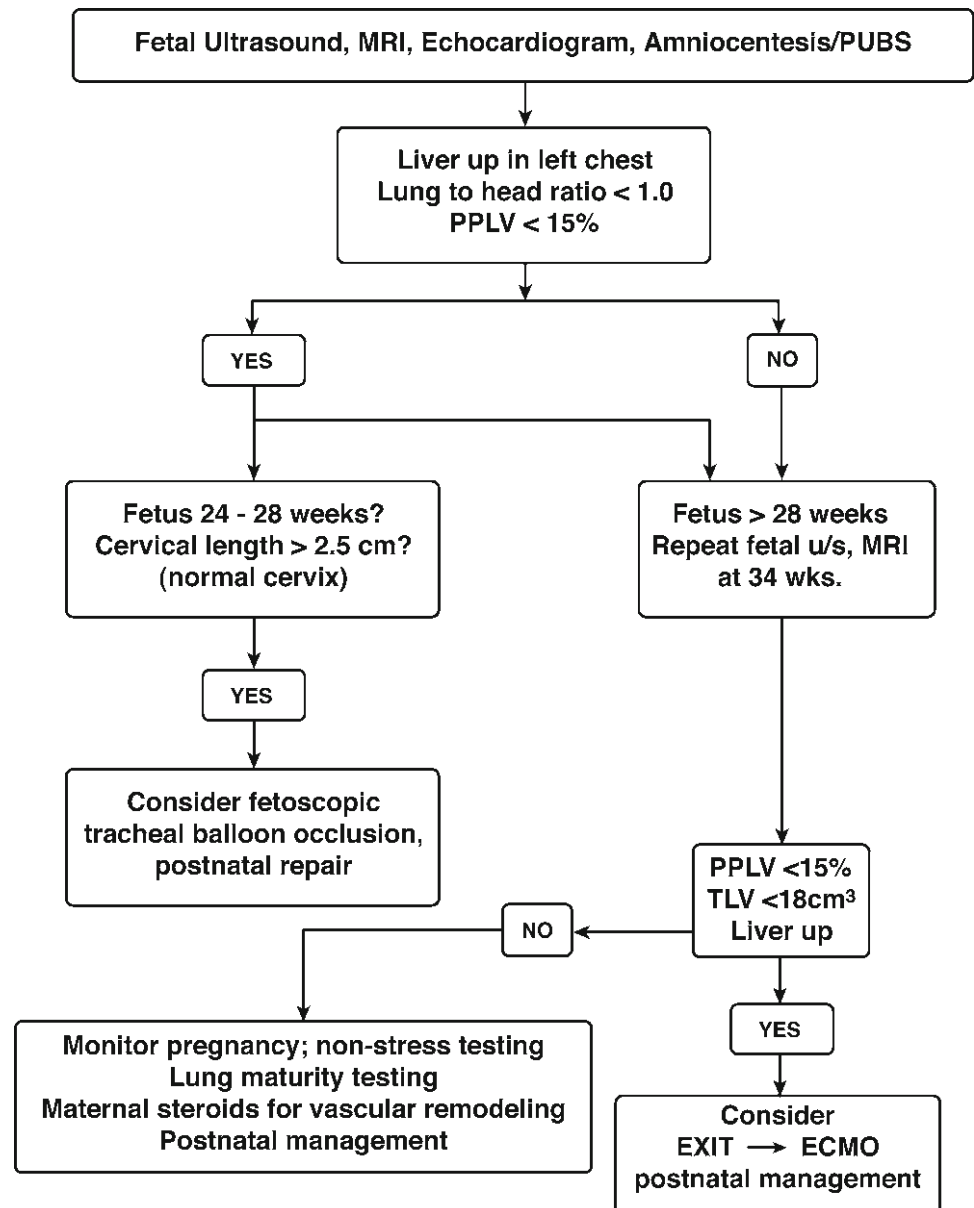 Fetal Ultrasound, MRI, Echocardiogram, Amniocentesis/PUBS
Liver up in left chest
Lung to head ratio < 1.0
PPLV < 15%
YES
NO
Fetus 24 - 28 weeks?
Cervical length > 2.5 cm?
(normal cervix)
Fetus > 28 weeks
Repeat fetal u/s, MRI
at 34 wks.
YES
Consider fetoscopic
tracheal balloon occlusion,
postnatal repair
PPLV <15%
TLV <18cm³
Liver up
NO
YES
Monitor pregnancy; non-stress testing
Lung maturity testing
Maternal steroids for vascular remodeling
Postnatal management
Consider
EXIT → ECMO
postnatal management